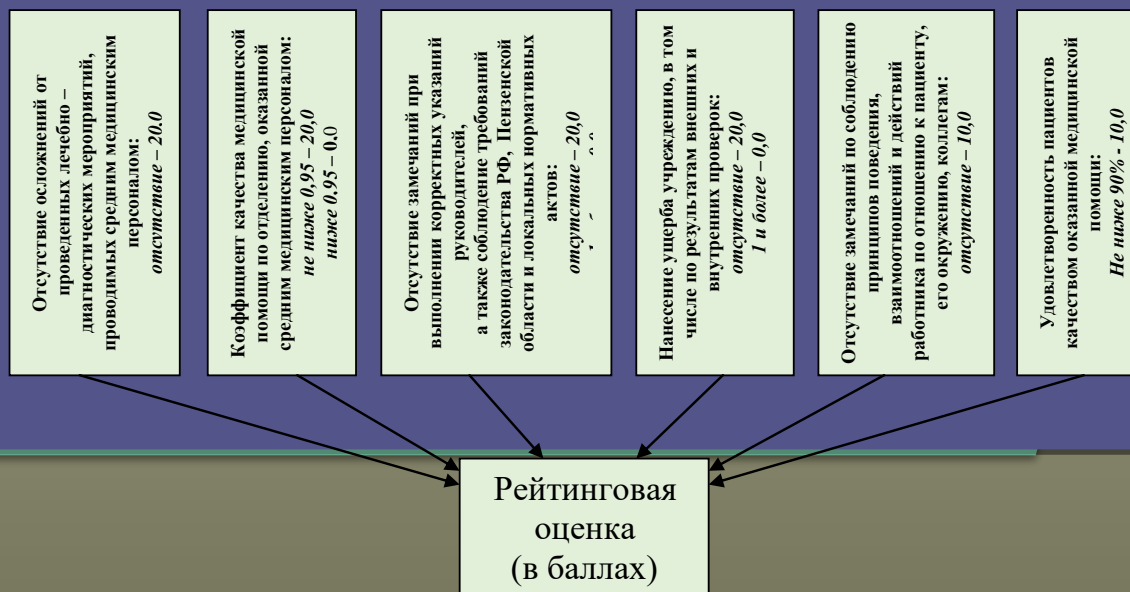 Отсутствие осложнений от
проведенных лечебно –
диагностических мероприятий,
проводимых средним медицинским
персоналом:
отсутствие – 20.0
Коэффициент качества медицинской
помощи по отделению, оказанной
средним медицинским персоналом:
не ниже 0,95 – 20,0
ниже 0,95 – 0.0
Отсутствие замечаний при
выполнении корректных указаний
руководителей,
а также соблюдение требований
законодательства РФ, Пензенской
области и локальных нормативных
актов:
отсутствие – 20,0
Нанесение ущерба учреждению, в том
числе по результатам внешних и
внутренних проверок:
отсутствие – 20,0
1 и более – 0,0
Отсутствие замечаний по соблюдению
принципов поведения,
взаимоотношений и действий
работника по отношению к пациенту,
его окружению, коллегам:
отсутствие – 10,0
Удовлетворенность пациентов
качеством оказанной медицинской
помощи:
Не ниже 90% - 10,0
Рейтинговая
оценка
(в баллах)